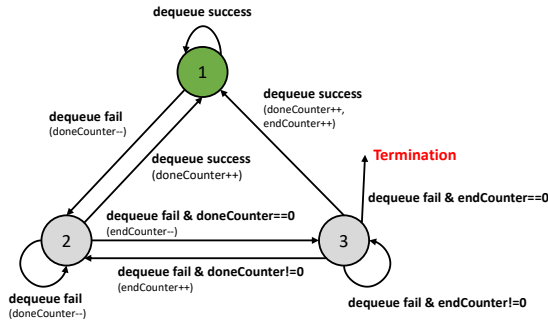 dequeue success
1
dequeue success
(doneCounter++,
endCounter++)
dequeue fail
(doneCounter--)
dequeue success
(doneCounter++)
Termination
dequeue fail & endCounter==0
dequeue fail & doneCounter==0
(endCounter--)
2
3
dequeue fail & doneCounter!=0
(endCounter++)
dequeue fail
(doneCounter--)
dequeue fail & endCounter!=0